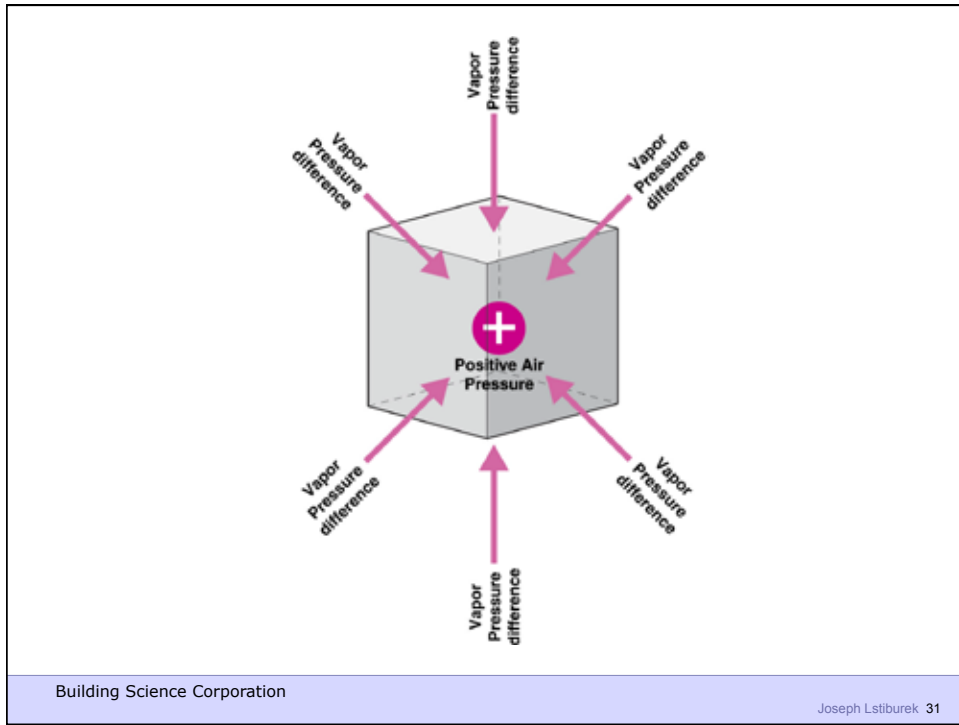 Vapor
Pressure
difference
Vapor
Pressure
difference
Vapor
Pressure
difference
Positive Air
Pressure
Vapor
Pressure
difference
Vapor
Pressure
difference
Vapor
Pressure
difference
Building Science Corporation
Joseph Lstiburek 31